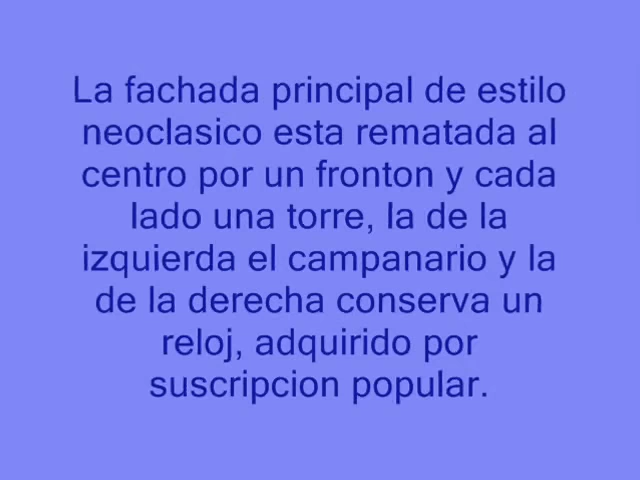 La fachada principal de estilo
neoclasico esta rematada al
centro por un fronton y cada
lado una torre, la de la
izquierda el campanario y la
de la derecha conserva un
reloj, adquirido por
suscripcion popular.